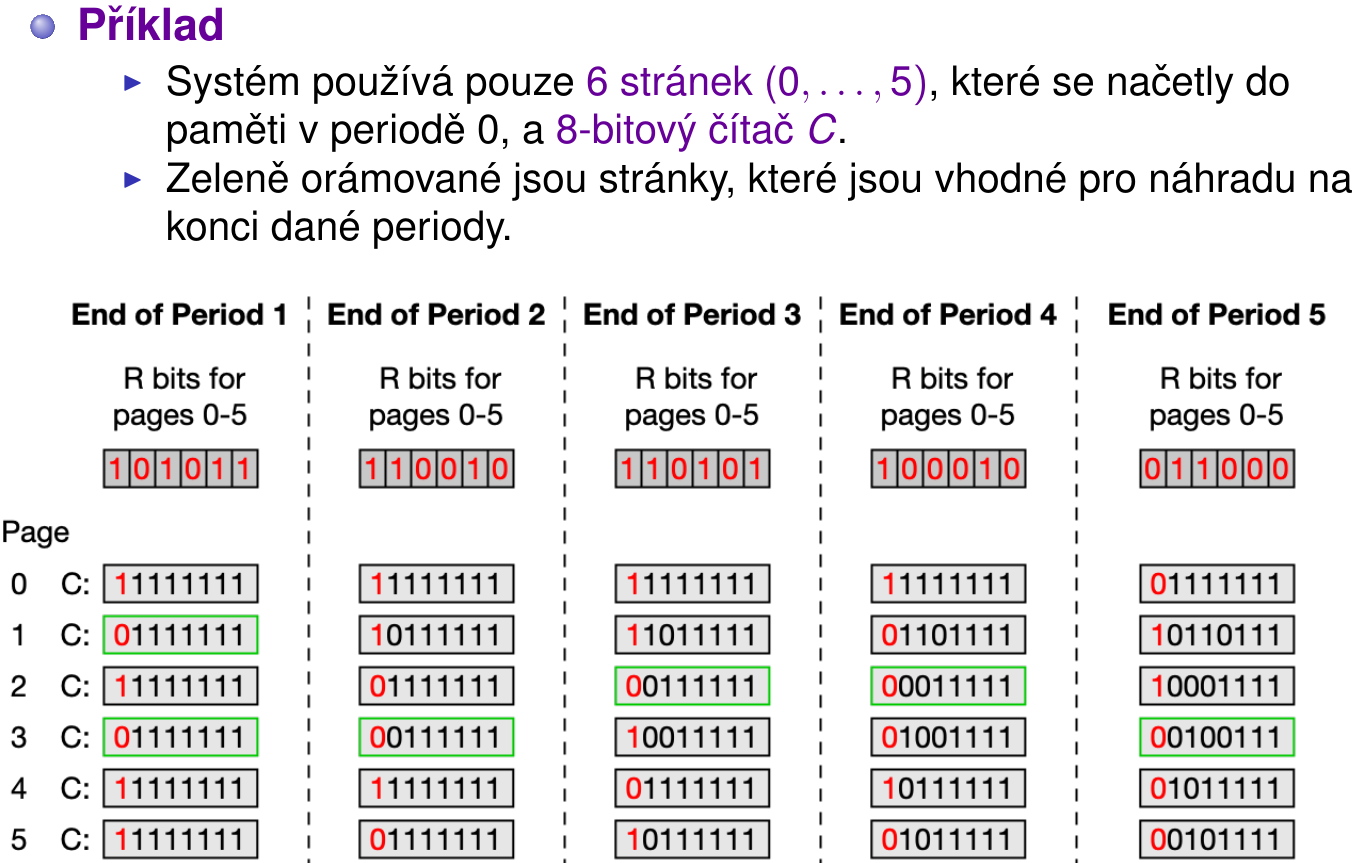 Příklad
Systém používá pouze 6 stránek (0, . . . , 5), které se načetly do
paměti v periodě 0, a 8-bitový čítač C.
Zeleně orámované jsou stránky, které jsou vhodné pro náhradu na
konci dané periody.
End of Period 1 End of Period 2 End of Period 3 End of Period 4 End of Period 5
R bits for R bits for R bits for R bits for R bits for
pages 0-5 pages 0-5 pages 0-5 pages 0-5 pages 0-5
101011 110010 110101 100010 011000
Page
0 C: 11111111 11111111 11111111 11111111 01111111
1 C: 01111111 10111111 11011111 01101111 10110111
2 C: 11111111 01111111 00111111 00011111 10001111
3 C: 01111111 00111111 10011111 01001111 00100111
4 C: 11111111 11111111 01111111 10111111 01011111
5 C: 11111111 01111111 10111111 01011111 00101111